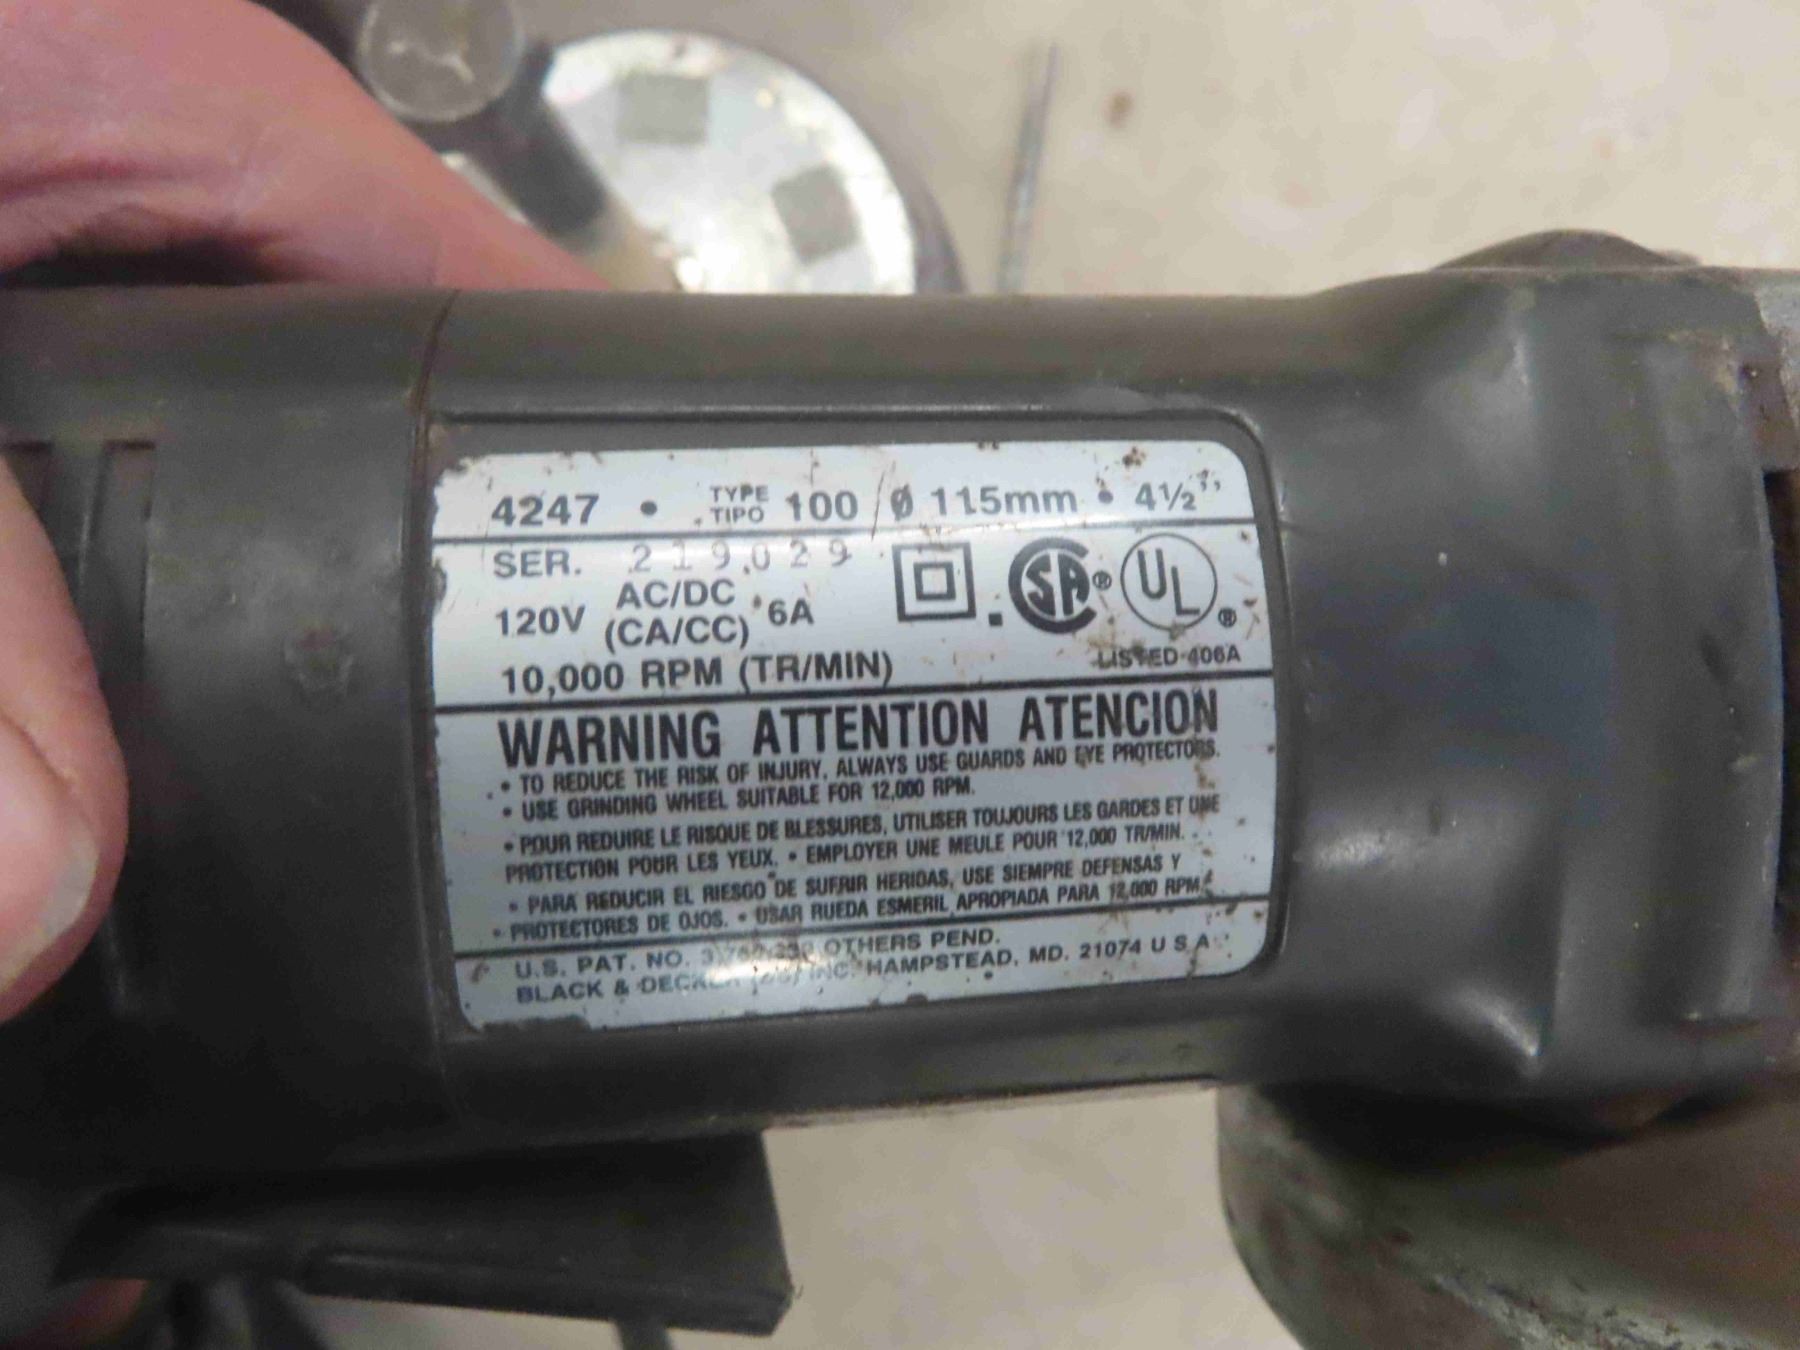 4247 • TYPE TIPO 100 / Ø 115mm • 4½"
SER. 219029
120V AC/DC (CA/CC) • 6A
SA® UL®
10,000 RPM (TR/MIN)
LISTED 406A
WARNING ATTENTION ATENCION
• TO REDUCE THE RISK OF INJURY, ALWAYS USE GUARDS AND EYE PROTECTORS.
• USE GRINDING WHEEL SUITABLE FOR 12,000 RPM.
• POUR REDUIRE LE RISQUE DE BLESSURES, UTILISER TOUJOURS LES GARDES ET UNE
PROTECTION POUR LES YEUX. • EMPLOYER UNE MEULE POUR 12,000 TR/MIN.
• PARA REDUCIR EL RIESGO DE SUFRIR HERIDAS, USE SIEMPRE DEFENSAS Y
PROTECTORES DE OJOS. • USAR RUEDA ESMERIL APROPIADA PARA 12,000 RPM.
U.S. PAT. NO. OTHERS PEND.
BLACK & DECKER (US) INC. HAMPSTEAD, MD. 21074 U S A